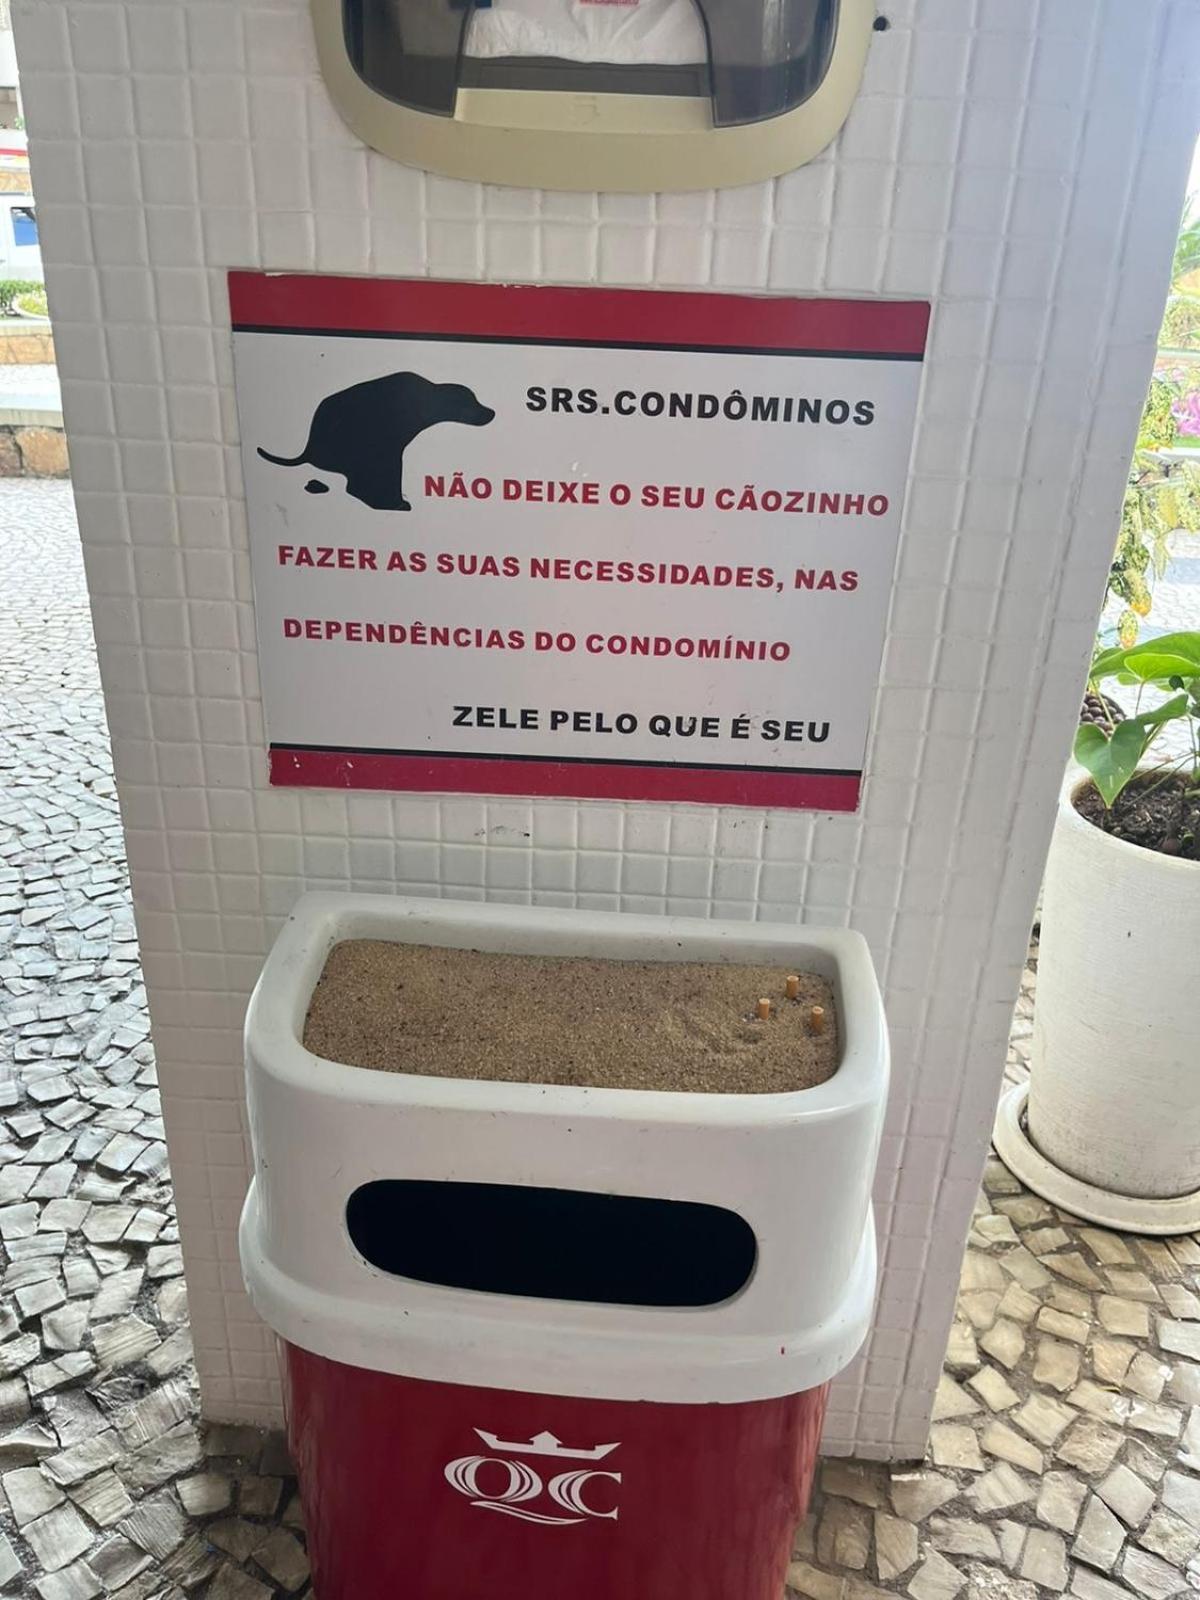 SRS.CONDÔMINOS
NÃO DEIXE O SEU CÃOZINHO
FAZER AS SUAS NECESSIDADES, NAS
DEPENDÊNCIAS DO CONDOMÍNIO
ZELE PELO QUE É SEU
QC